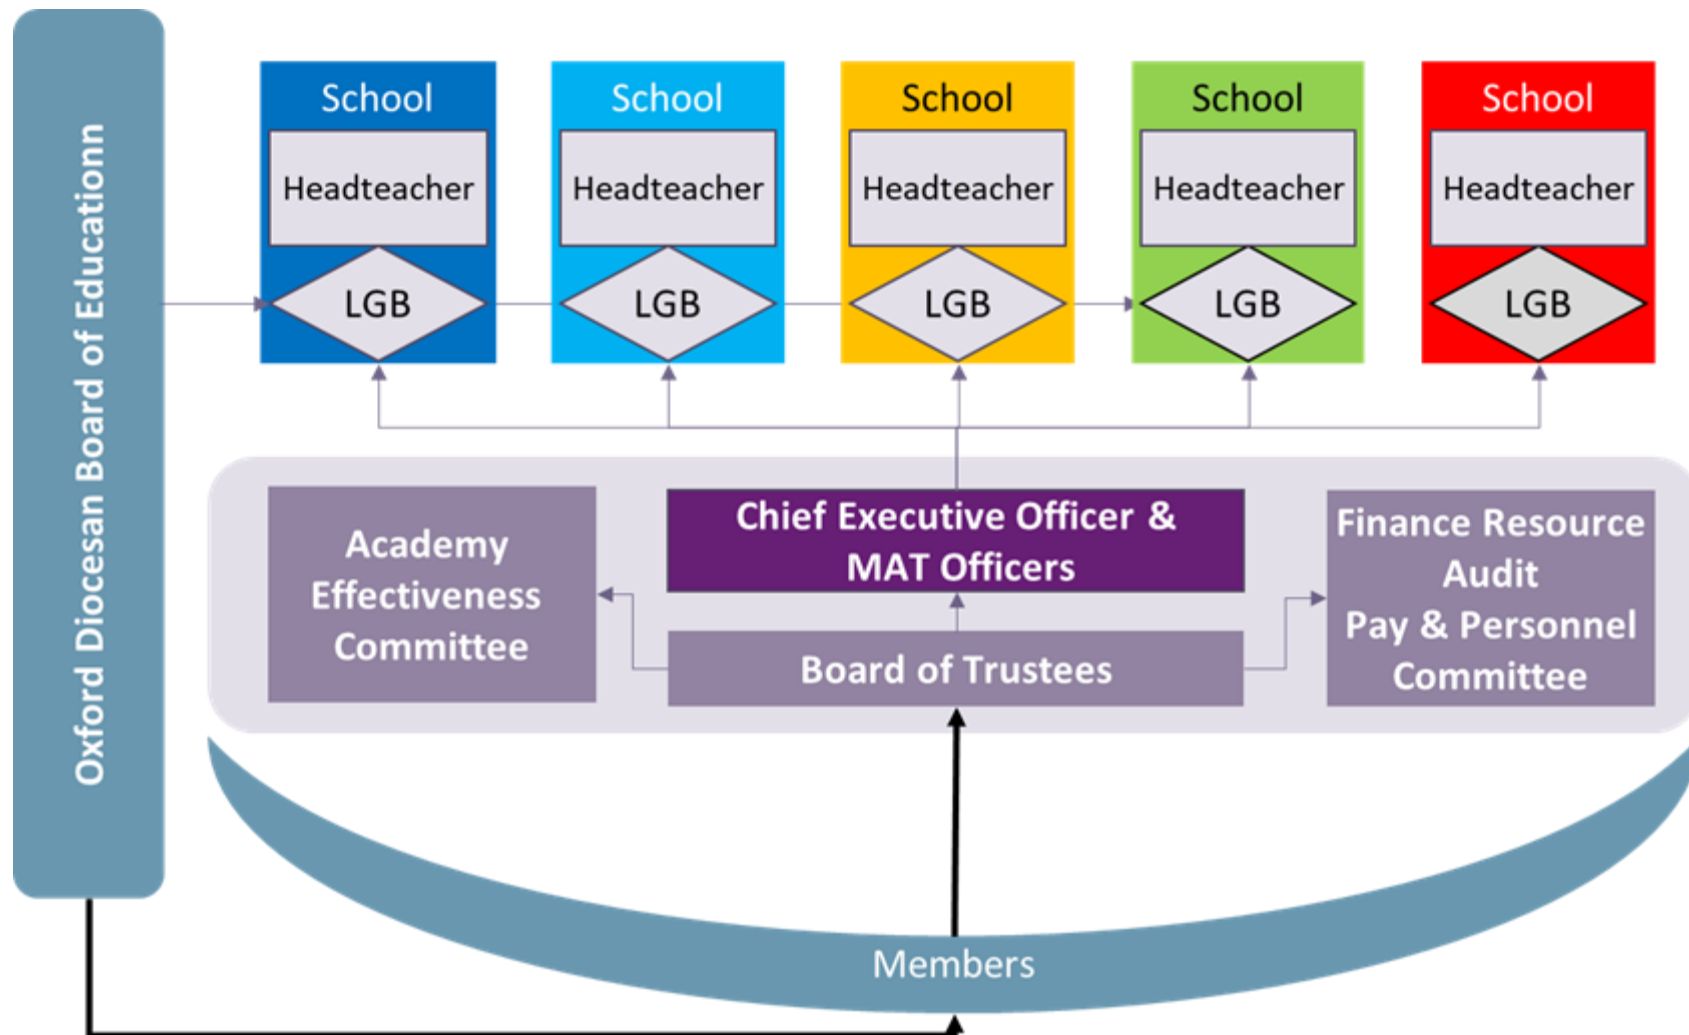 Oxford Diocesan Board of Educationn
School
School
School
School
School
Headteacher
Headteacher
Headteacher
Headteacher
Headteacher
LGB
LGB
LGB
LGB
LGB
Academy
Effectiveness
Committee
Chief Executive Officer &
MAT Officers
Board of Trustees
Finance Resource
Audit
Pay & Personnel
Committee
Members